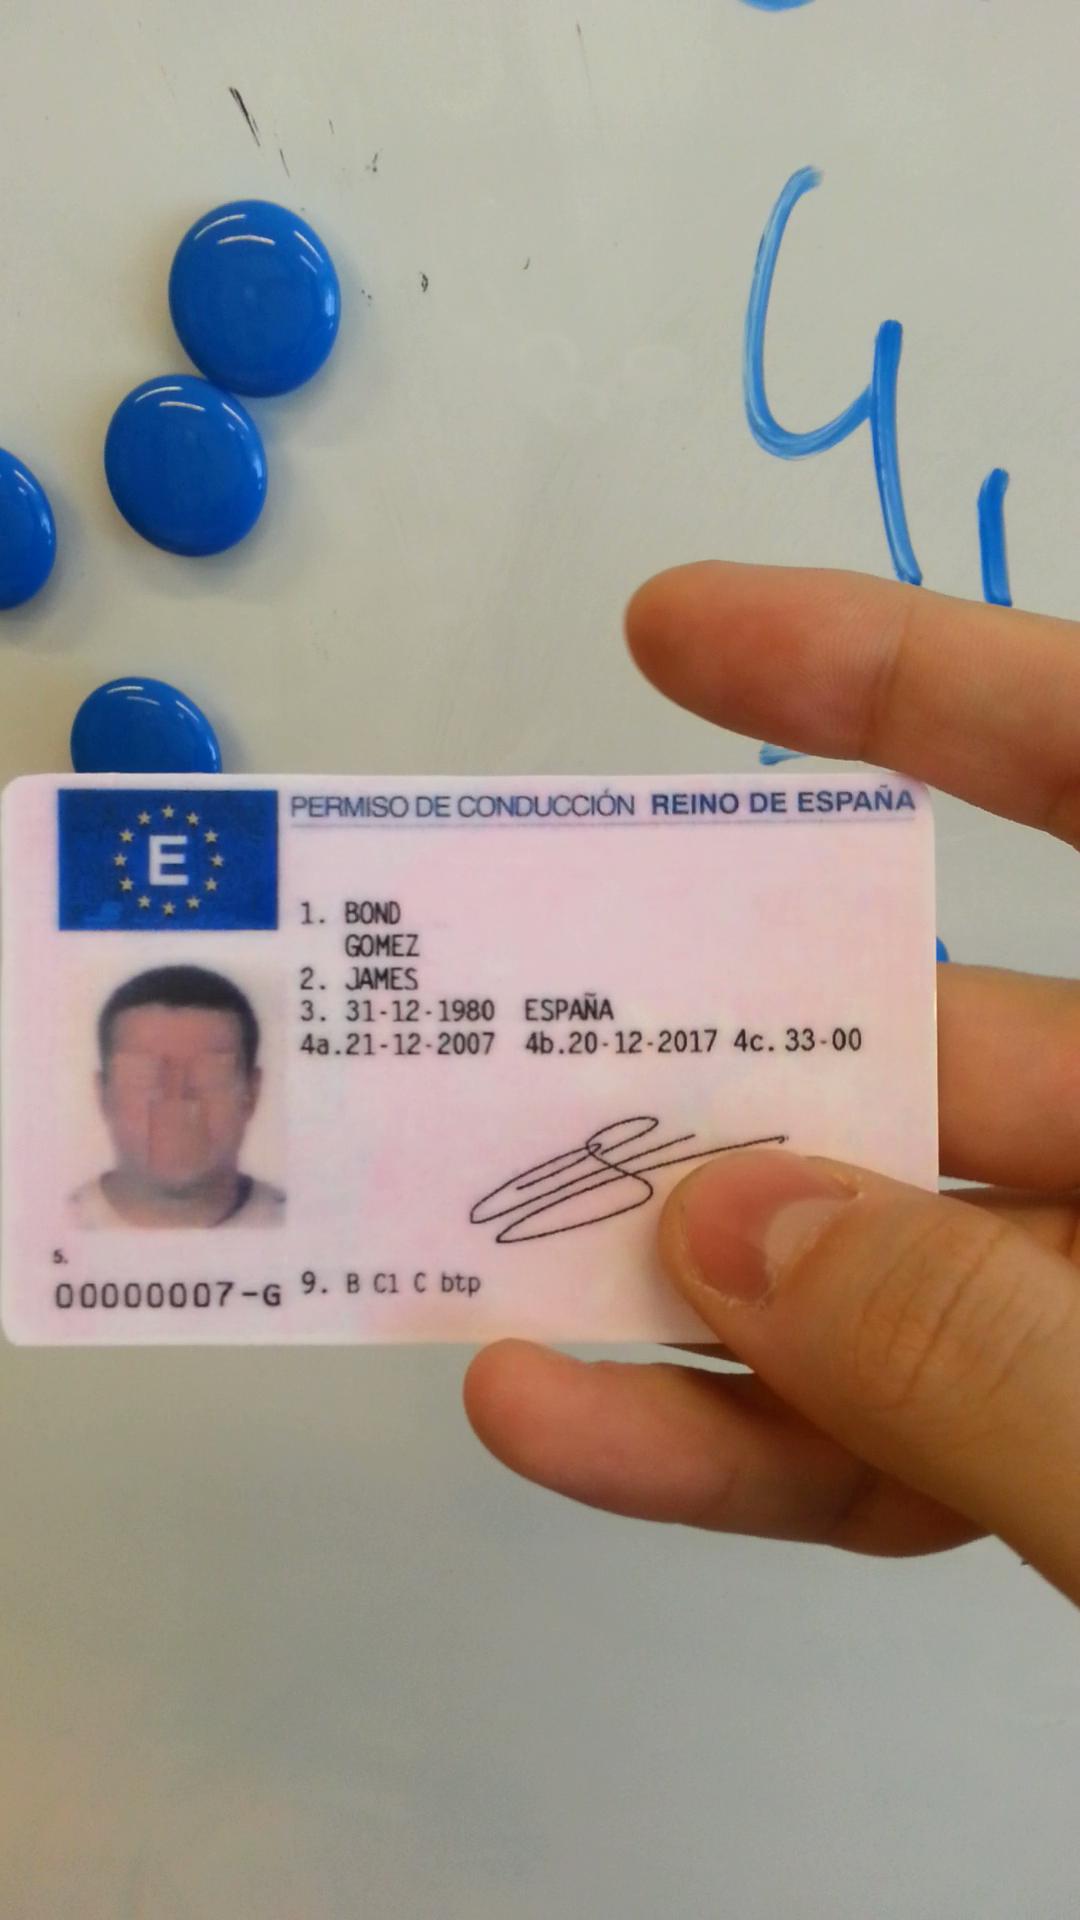 4,
E
PERMISO DE CONDUCCIÓN REINO DE ESPAÑA
1. BOND
GOMEZ
2. JAMES
3. 31-12-1980 ESPAÑA
4a.21-12-2007 4b.20-12-2017 4c. 33-00
5.
00000007-G
9. B C1 C btp